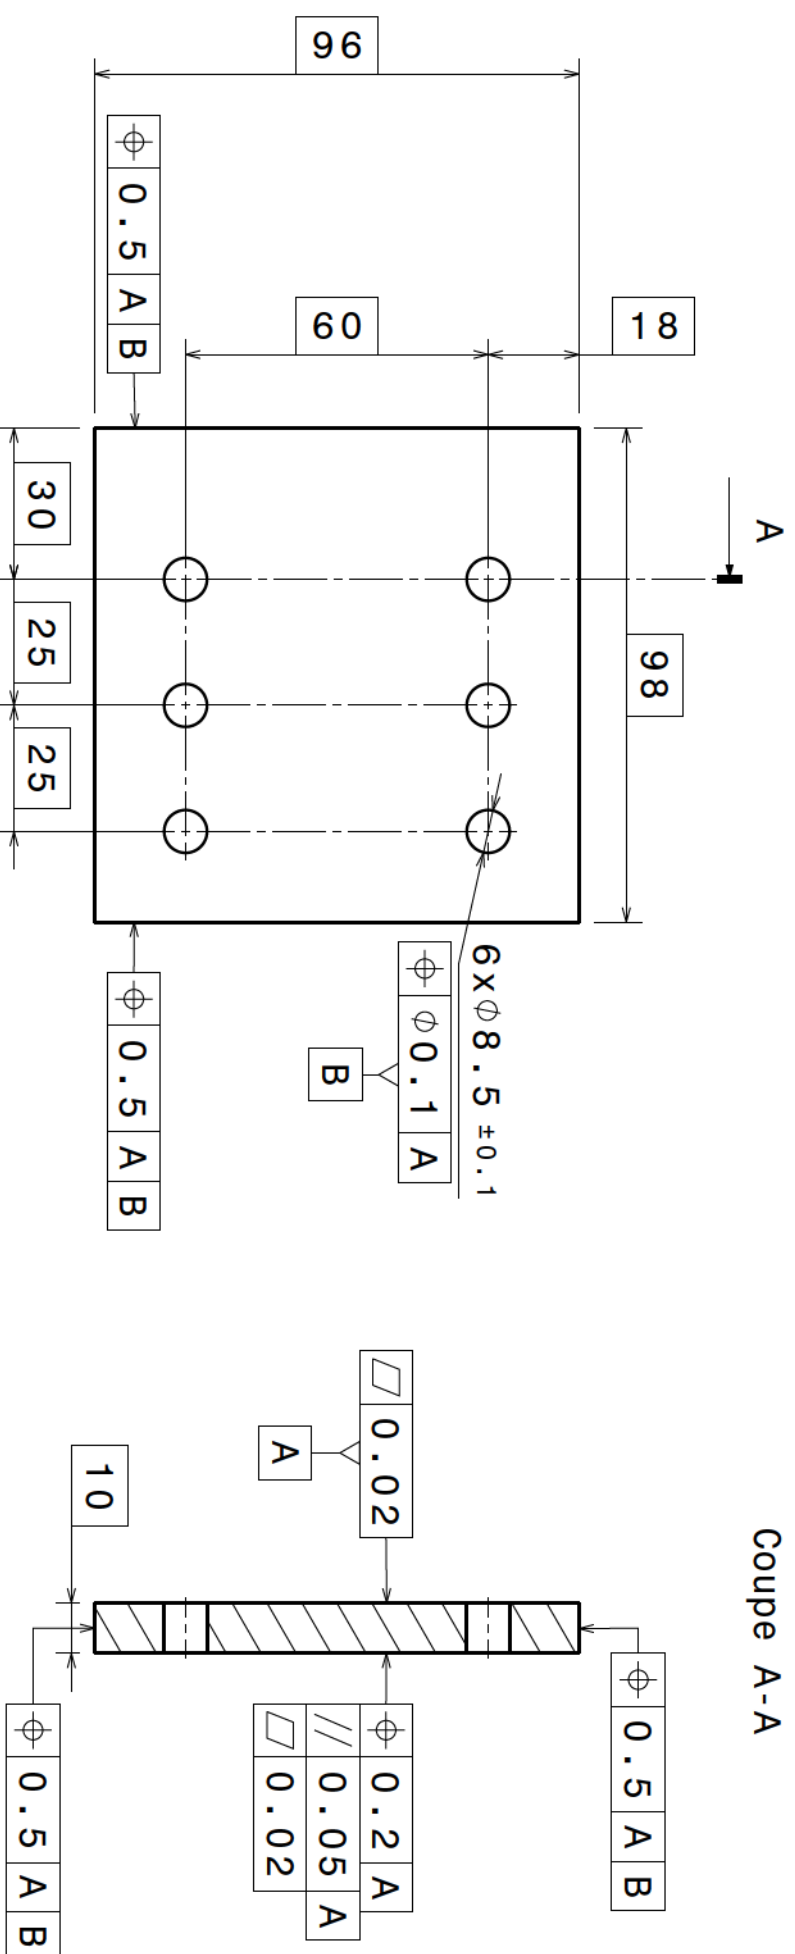 96
⌖ 0.5 A B
60
18
A
30
98
25
25
6x⌀8.5 ±0.1
⌖ ⌀0.1 A
B
⌖ 0.5 A B
Coupe A-A
⏥ 0.02
A
10
⌖ 0.5 A B
⌖ 0.2 A
// 0.05 A
⏥ 0.02
⌖ 0.5 A B